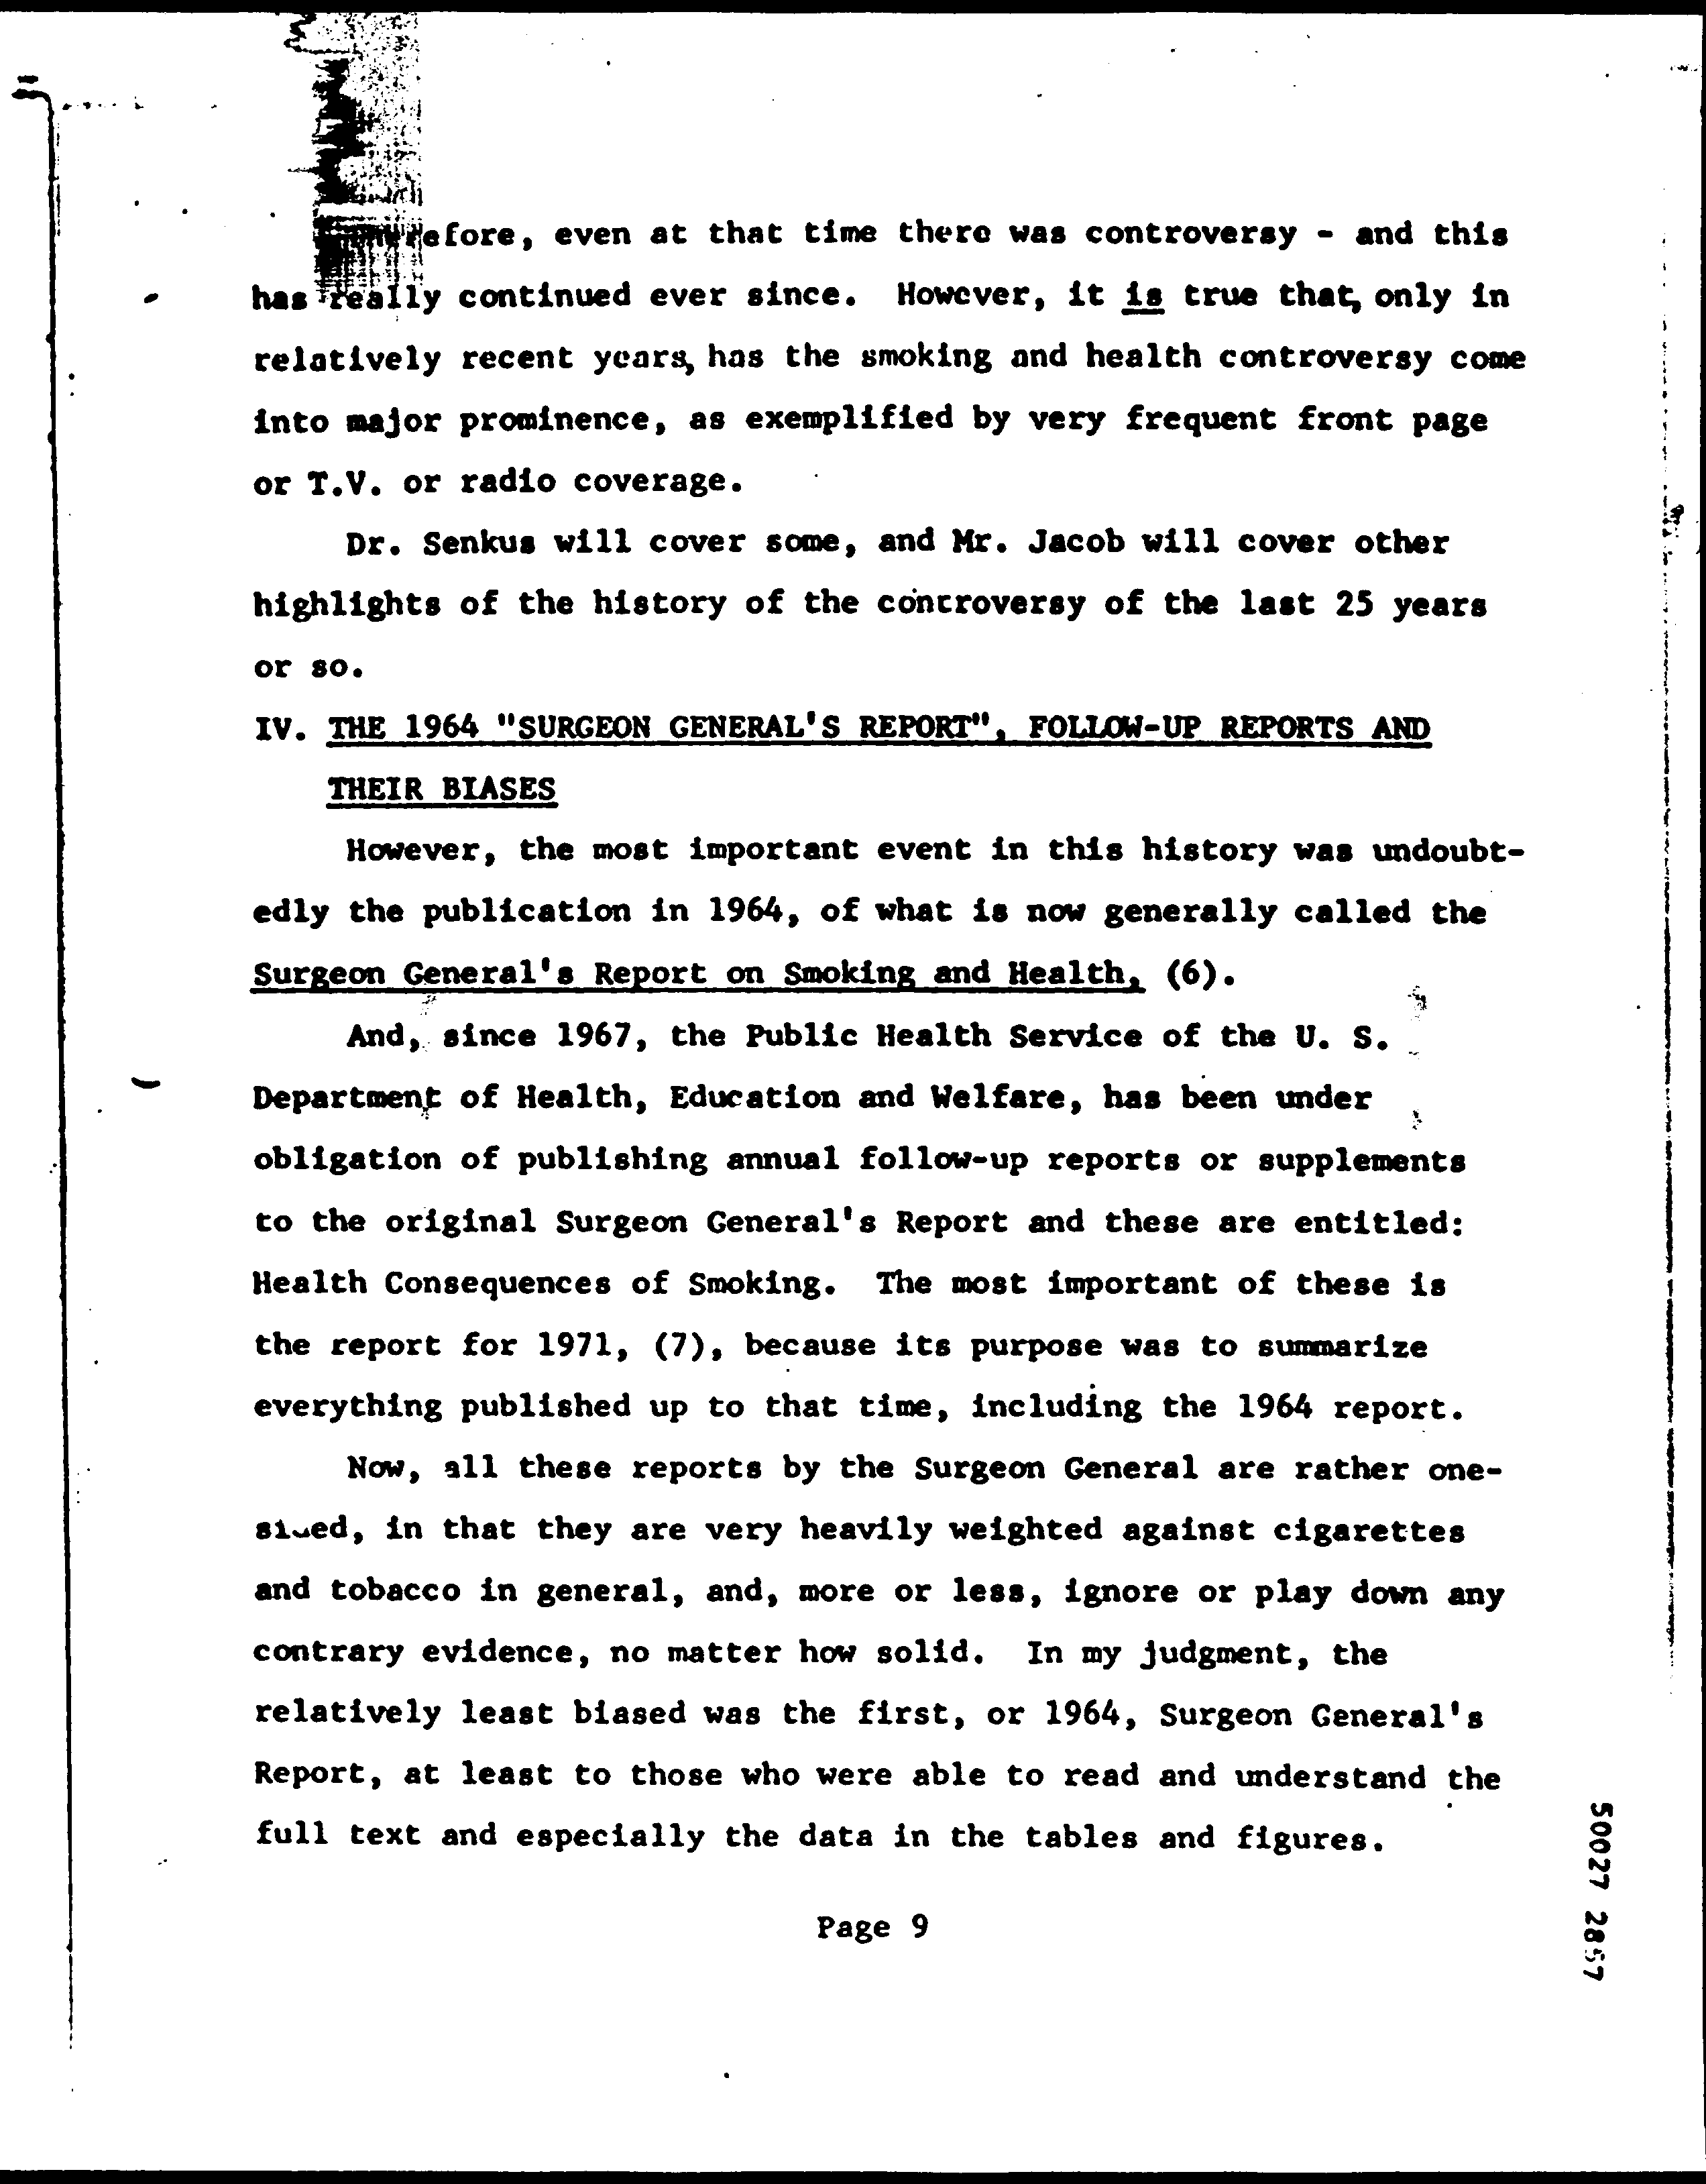 efore, even at that time there was controversy - and this
has really continued ever since. However, it is true that, only in
relatively recent years, has the smoking and health controversy come
into major prominence, as exemplified by very frequent front page
or T.V. or radio coverage.
Dr. Senkus will cover some, and Mr. Jacob will cover other
highlights of the history of the controversy of the last 25 years
or so.
IV. THE 1964 "SURGEON GENERAL'S REPORT", FOLLOW-UP REPORTS AND
THEIR BIASES
However, the most important event in this history was undoubt-
edly the publication in 1964, of what is now generally called the
Surgeon General's Report on Smoking and Health, (6).
And, since 1967, the Public Health Service of the U. S.
Department of Health, Education and Welfare, has been under
obligation of publishing annual follow-up reports or supplements
to the original Surgeon General's Report and these are entitled:
Health Consequences of Smoking. The most important of these is
the report for 1971, (7), because its purpose was to summarize
everything published up to that time, including the 1964 report.
Now, all these reports by the Surgeon General are rather one-
sided, in that they are very heavily weighted against cigarettes
and tobacco in general, and, more or less, ignore or play down any
contrary evidence, no matter how solid. In my judgment, the
relatively least biased was the first, or 1964, Surgeon General's
Report, at least to those who were able to read and understand the
full text and especially the data in the tables and figures.
Page 9
50027 2857